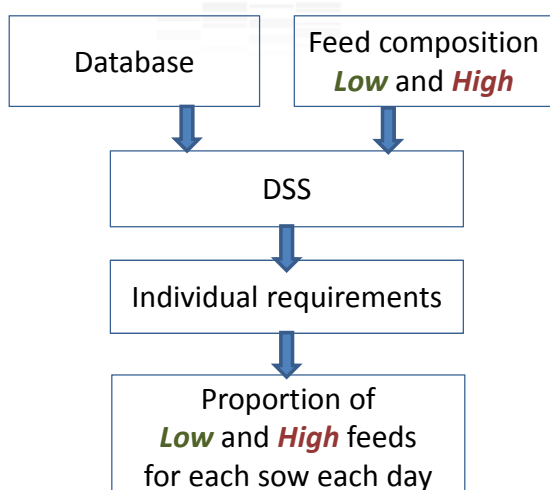 Database
Feed composition
Low and High
DSS
Individual requirements
Proportion of
Low and High feeds
for each sow each day